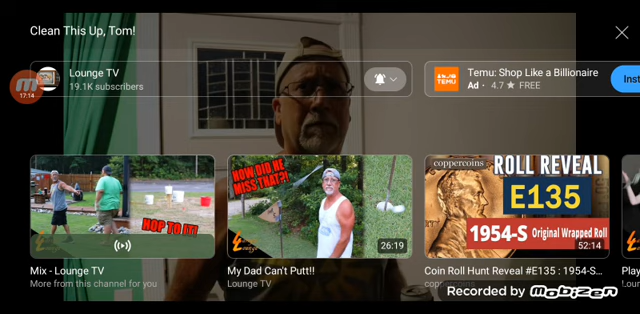 Clean This Up, Tom!
Lounge TV
19.1K subscribers
TEMU
Temu: Shop Like a Billionaire
Ad · 4.7 ★ FREE
Inst
17:14
HOP TO IT!
Lounge
Mix - Lounge TV
More from this channel for you
HOW DID HE
MISS THAT?!
Lounge
26:19
My Dad Can't Putt!!
Lounge TV
coppercoins
ROLL REVEAL
E135
1954-S Original Wrapped Roll
52:14
Coin Roll Hunt Reveal #E135 : 1954-S...
Play
Recorded by Mobizen